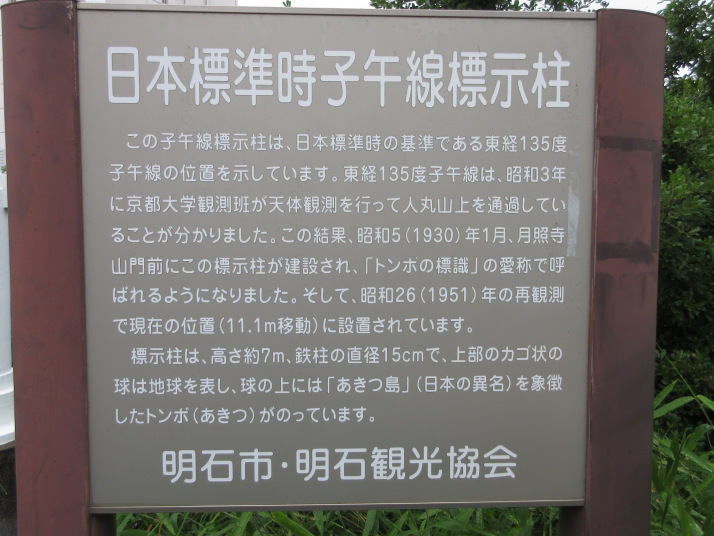 日本標準時子午線標示柱
この子午線標示柱は、日本標準時の基準である東経135度
子午線の位置を示しています。東経135度子午線は、昭和3年
に京都大学観測班が天体観測を行って人丸山上を通過してい
ることが分かりました。この結果、昭和5(1930)年1月、月照寺
山門前にこの標示柱が建設され、「トンボの標識」の愛称で呼
ばれるようになりました。そして、昭和26(1951)年の再観測
で現在の位置(11.1m移動)に設置されています。
標示柱は、高さ約7m、鉄柱の直径15cmで、上部のカゴ状の
球は地球を表し、球の上には「あきつ島」(日本の異名)を象徴
したトンボ(あきつ)がのっています。
明石市・明石観光協会